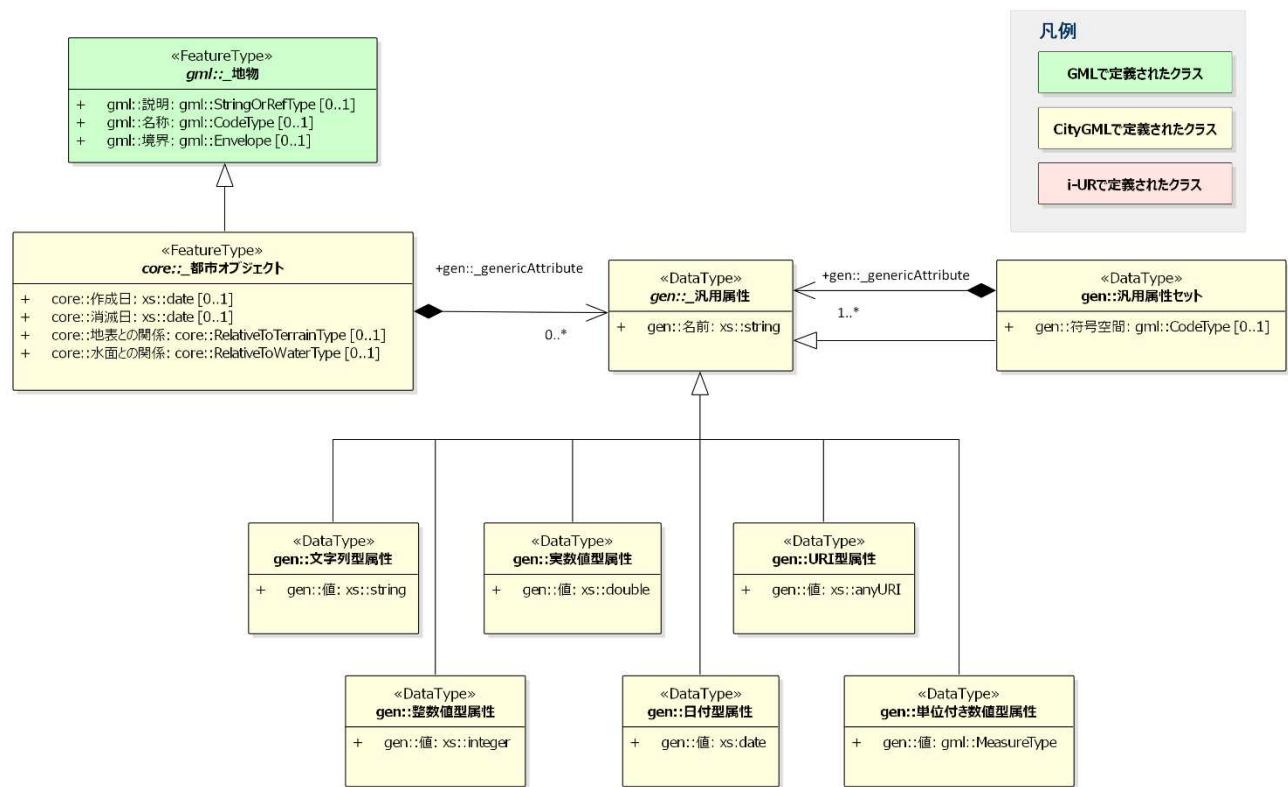 «FeatureType»
gml::_地物
+ gml::説明: gml::StringOrRefType [0..1]
+ gml::名称: gml::CodeType [0..1]
+ gml::境界: gml::Envelope [0..1]
凡例
GMLで定義されたクラス
CityGMLで定義されたクラス
i-URで定義されたクラス
«FeatureType»
core::_都市オブジェクト
+ core::作成日: xs::date [0..1]
+ core::消滅日: xs::date [0..1]
+ core::地表との関係: core::RelativeToTerrainType [0..1]
+ core::水面との関係: core::RelativeToWaterType [0..1]
+gen::_genericAttribute
0..*
«DataType»
gen::_汎用属性
+ gen::名前: xs::string
+gen::_genericAttribute
1..*
«DataType»
gen::汎用属性セット
+ gen::符号空間: gml::CodeType [0..1]
«DataType»
gen::文字列型属性
+ gen::値: xs::string
«DataType»
gen::実数値型属性
+ gen::値: xs::double
«DataType»
gen::URI型属性
+ gen::値: xs::anyURI
«DataType»
gen::整数値型属性
+ gen::値: xs::integer
«DataType»
gen::日付型属性
+ gen::値: xs:date
«DataType»
gen::単位付き数値型属性
+ gen::値: gml::MeasureType